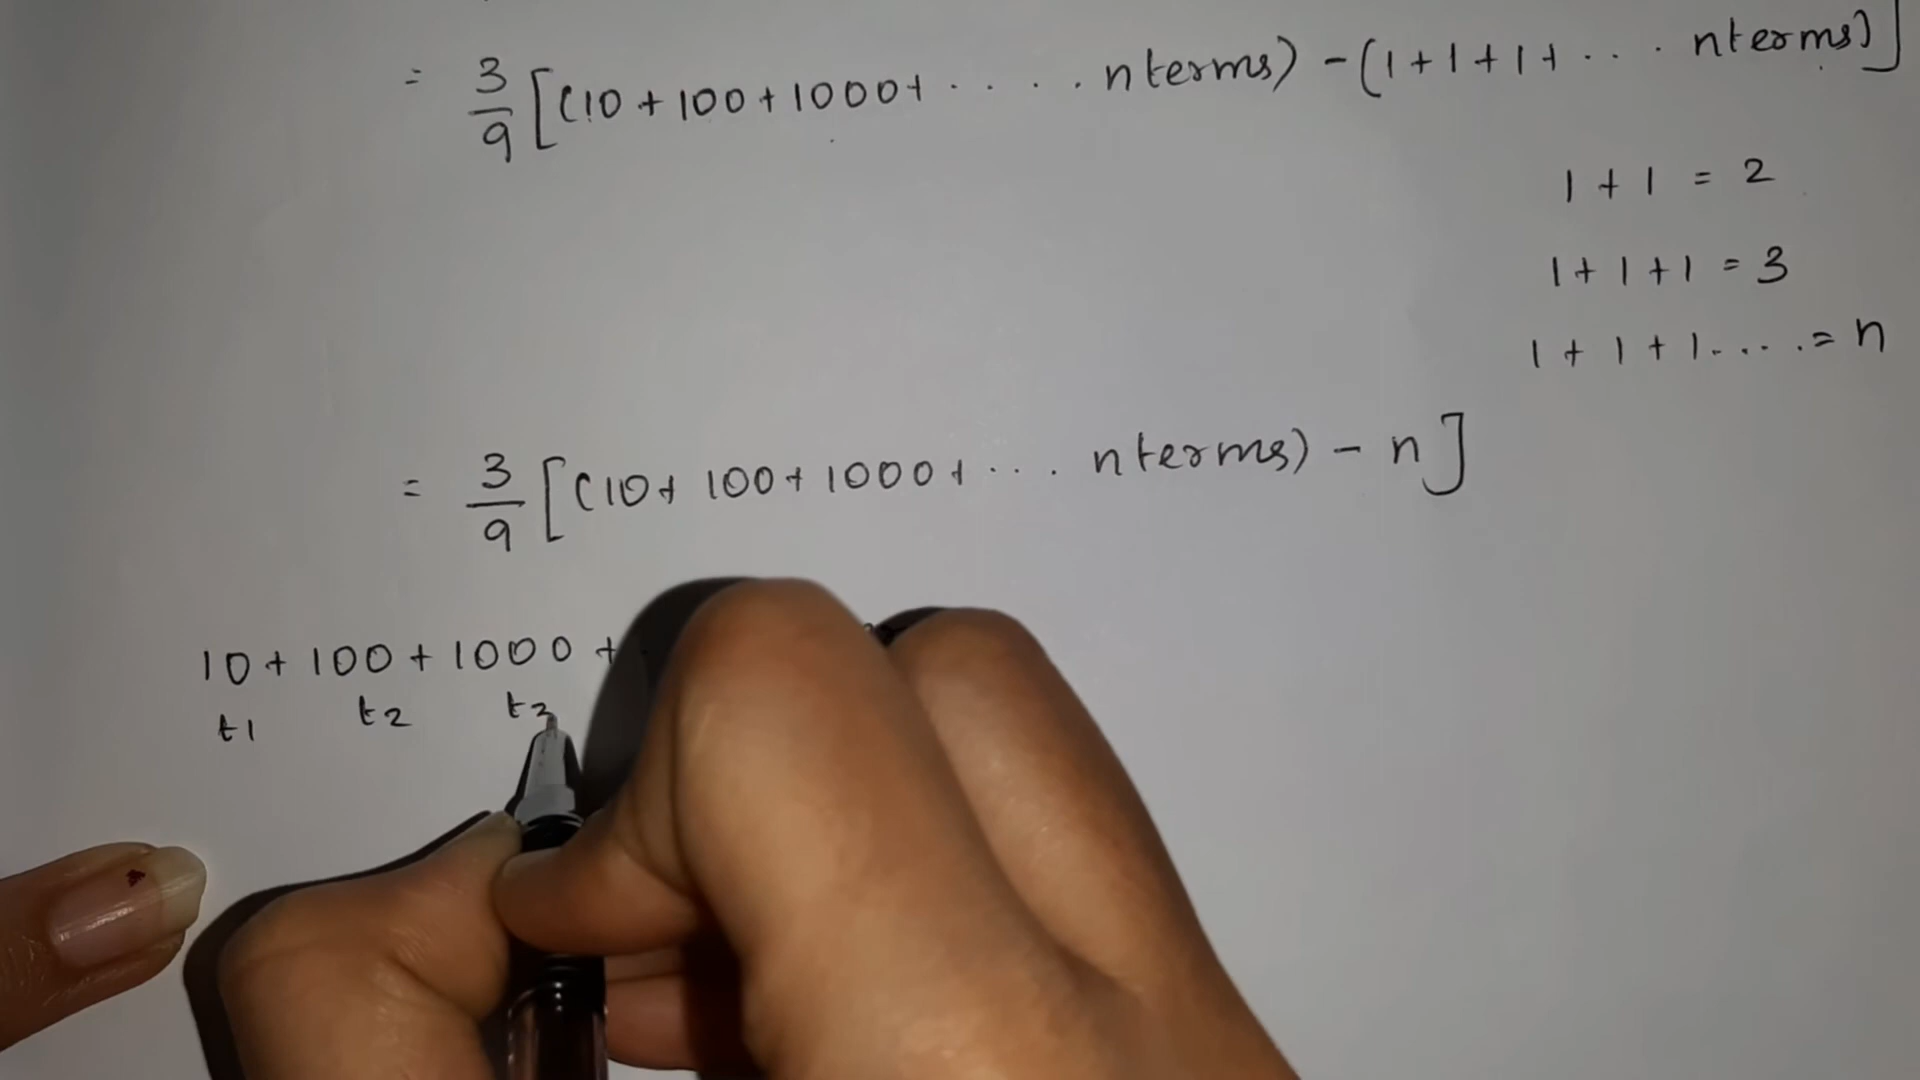 = 3/9 [(10 + 100 + 1000 + . . . . n terms) - (1 + 1 + 1 + . . . . n terms)]
1 + 1 = 2
1 + 1 + 1 = 3
1 + 1 + 1 . . . . . = n
= 3/9 [(10 + 100 + 1000 + . . . n terms) - n]
10 + 100 + 1000 +
t1 t2 t3